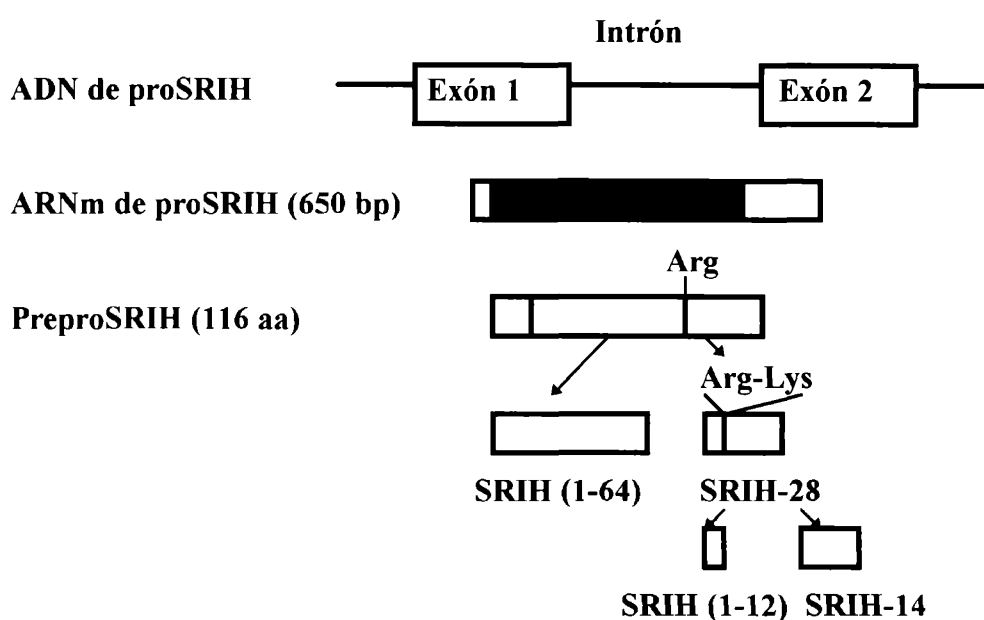 Intrón
ADN de proSRIH
Exón 1
Exón 2
ARNm de proSRIH (650 bp)
Arg
PreproSRIH (116 aa)
Arg-Lys
SRIH (1-64)
SRIH-28
SRIH (1-12)
SRIH-14